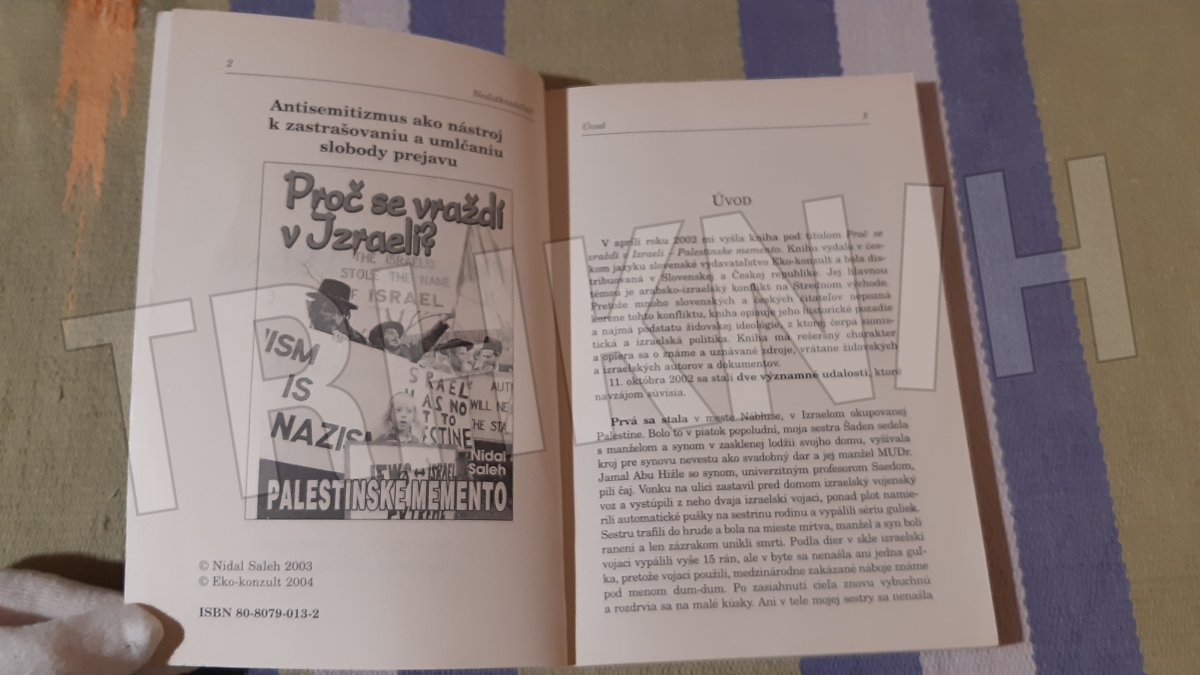 2
Nedotknuteľní
Antisemitizmus ako nástroj
k zastrašovaniu a umlčaniu
slobody prejavu
Proč se vraždí
v Izraeli?
THE ISRAELIS
STOLE THE NAME
OF ISRAEL
'ISM
IS
NAZIS
ISRAEL
HAS NO
WILL NE
THE STA
Nidal
Saleh
JEWS ISRAEL
PALESTINSKÉ MEMENTO
© Nidal Saleh 2003
© Eko-konzult 2004
ISBN 80-8079-013-2
Úvod
3
ÚVOD
V apríli roku 2002 mi vyšla kniha pod titulom Proč se
vraždí v Izraeli – Palestinske memento. Knihu vydalo v čes-
kom jazyku slovenské vydavateľstvo Eko-konzult a bola dis-
tribuovaná v Slovenskej a Českej republike. Jej hlavnou
témou je arabsko-izraelský konflikt na Strednom východe.
Pretože mnoho slovenských a českých čitateľov nepozná
korene tohto konfliktu, kniha opisuje jeho historické pozadie
a najmä podstatu židovskej ideológie, z ktorej čerpá sionis-
tická a izraelská politika. Kniha má rešeršný charakter
a opiera sa o známe a uznávané zdroje, vrátane židovských
a izraelských autorov a dokumentov.
11. októbra 2002 sa stali dve významne udalosti, ktoré
navzájom súvisia.
Prvá sa stala v meste Náblúse, v Izraelom okupovanej
Palestíne. Bolo to v piatok popoludní, moja sestra Šaden sedela
s manželom a synom v zasklenej lodžii svojho domu, vyšívala
kroj pre synovu nevestu ako svadobný dar a jej manžel MUDr.
Jamal Abu Hižle so synom, univerzitným profesorom Saedom,
pili čaj. Vonku na ulici zastavil pred domom izraelský vojenský
voz a vystúpili z neho dvaja izraelskí vojaci, ponad plot namie-
rili automatické pušky na sestrinu rodinu a vypálili sériu guliek.
Sestru trafili do hrude a bola na mieste mŕtva, manžel a syn boli
ranení a len zázrakom unikli smrti. Podľa dier v skle izraelskí
vojaci vypálili vyše 15 rán, ale v byte sa nenašla ani jedna guľ-
ka, pretože vojaci použili, medzinárodne zakázané náboje známe
pod menom dum-dum. Po zasiahnutí cieľa znovu vybuchnú
a rozdrvia sa na malé kúsky. Ani v tele mojej sestry sa nenašla
TRHKNIH